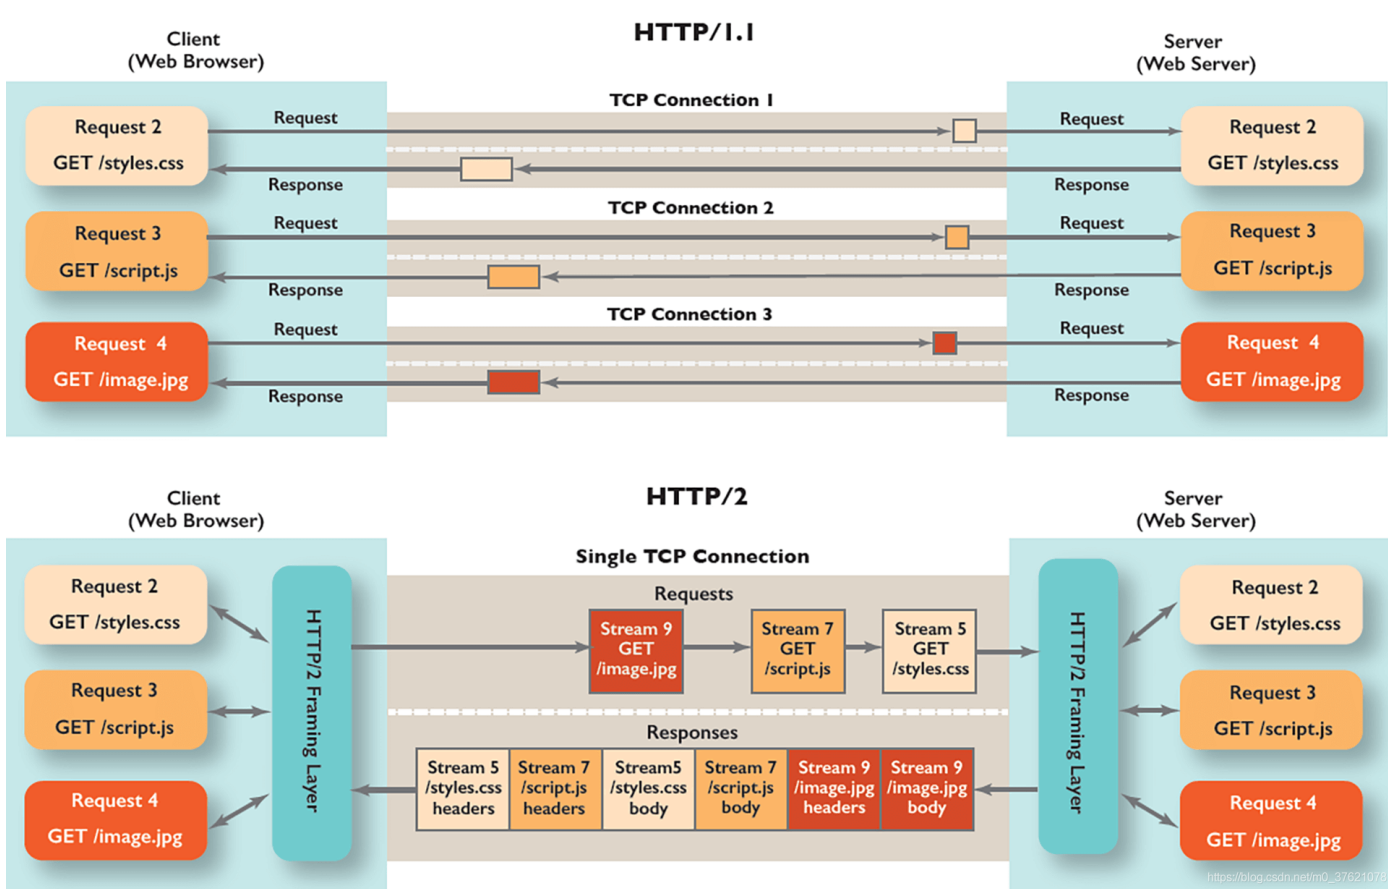 HTTP/1.1
Client
(Web Browser)
Server
(Web Server)
TCP Connection 1
Request 2
GET /styles.css
Request
Response
Request
Response
Request 2
GET /styles.css
TCP Connection 2
Request 3
GET /script.js
Request
Response
Request
Response
Request 3
GET /script.js
TCP Connection 3
Request 4
GET /image.jpg
Request
Response
Request
Response
Request 4
GET /image.jpg
HTTP/2
Client
(Web Browser)
Server
(Web Server)
Single TCP Connection
Request 2
GET /styles.css
Request 3
GET /script.js
Request 4
GET /image.jpg
HTTP/2 Framing Layer
Requests
Stream 9
GET
/image.jpg
Stream 7
GET
/script.js
Stream 5
GET
/styles.css
Responses
Stream 5
/styles.css
headers
Stream 7
/script.js
headers
Stream5
/styles.css
body
Stream 7
/script.js
body
Stream 9
/image.jpg
headers
Stream 9
/image.jpg
body
HTTP/2 Framing Layer
Request 2
GET /styles.css
Request 3
GET /script.js
Request 4
GET /image.jpg
https://blog.csdn.net/m0_37621078